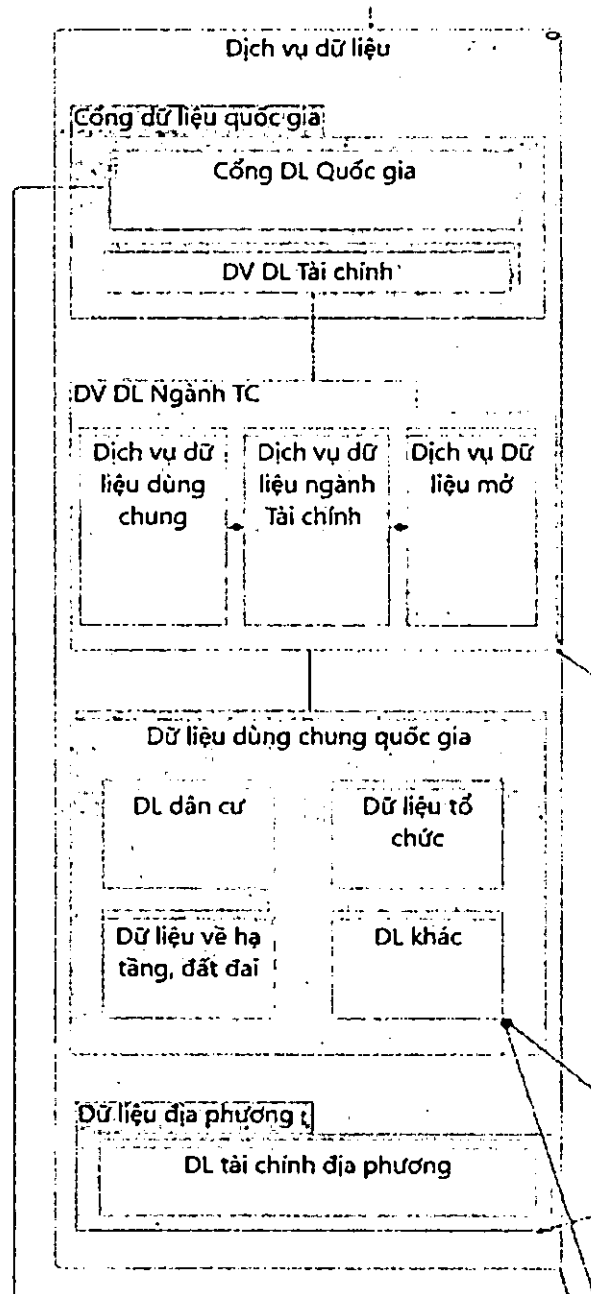 Dịch vụ dữ liệu
Cổng dữ liệu quốc gia
Cổng DL Quốc gia
DV DL Tài chính
DV DL Ngành TC
Dịch vụ dữ
liệu dùng
chung
Dịch vụ dữ
liệu ngành
Tài chính
Dịch vụ Dữ
liệu mở
Dữ liệu dùng chung quốc gia
DL dân cư
Dữ liệu tổ
chức
Dữ liệu về hạ
tầng, đất đai
DL khác
Dữ liệu địa phương
DL tài chính địa phương